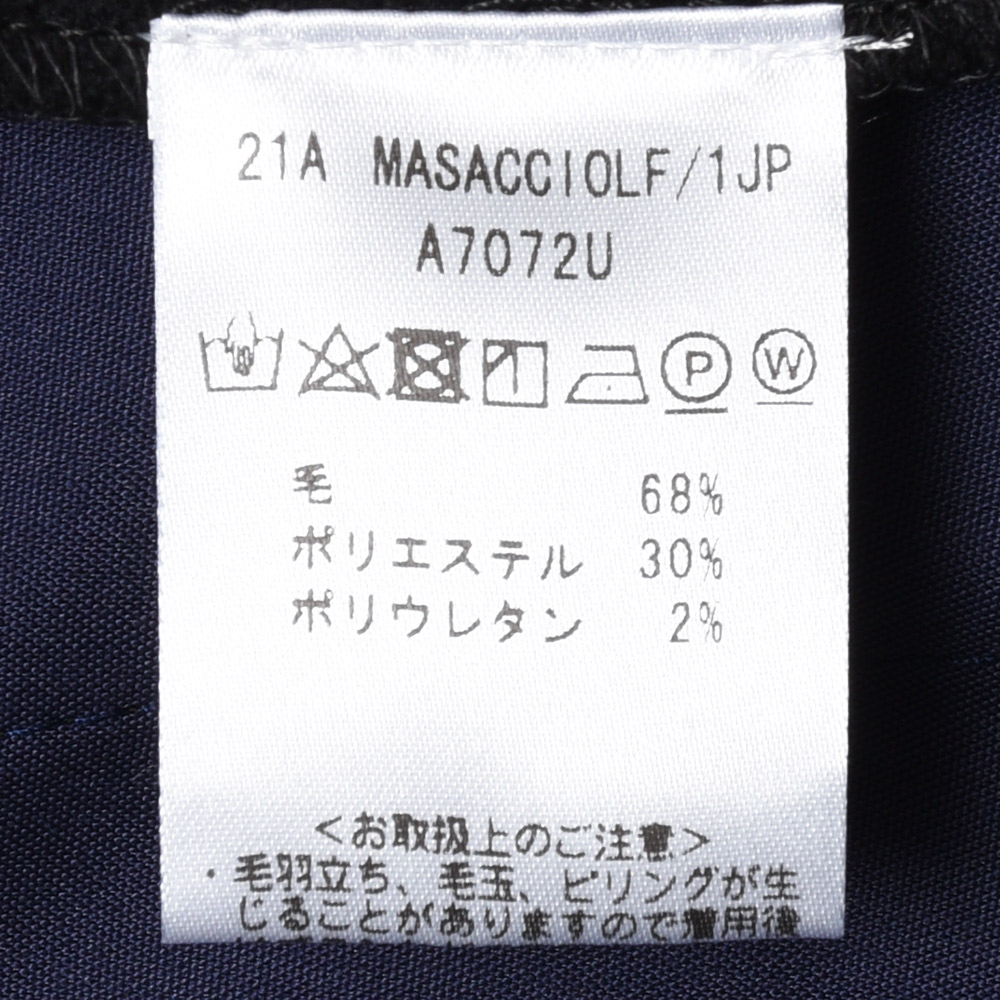 21A MASACCIOLF/1JP
A7072U
P W
毛 68%
ポリエステル 30%
ポリウレタン 2%
<お取扱上のご注意>
・毛羽立ち、毛玉、ピリングが生
じることがありますので着用後